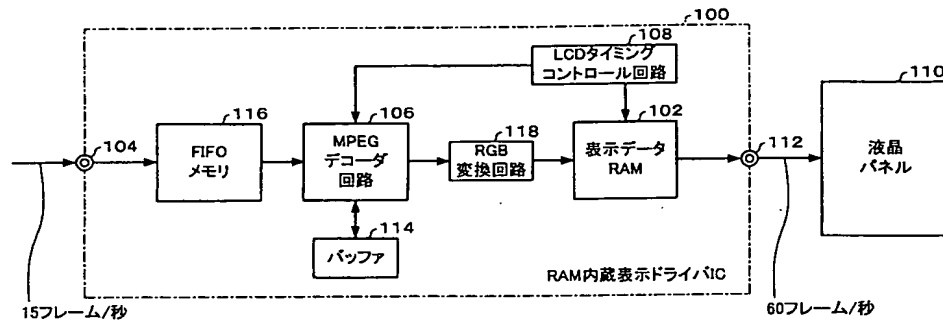 100
108
LCDタイミング
コントロール回路
110
116
106
102
104
FIFO
メモリ
MPEG
デコーダ
回路
118
RGB
変換回路
表示データ
RAM
112
液晶
パネル
114
バッファ
RAM内蔵表示ドライバIC
15フレーム/秒
60フレーム/秒